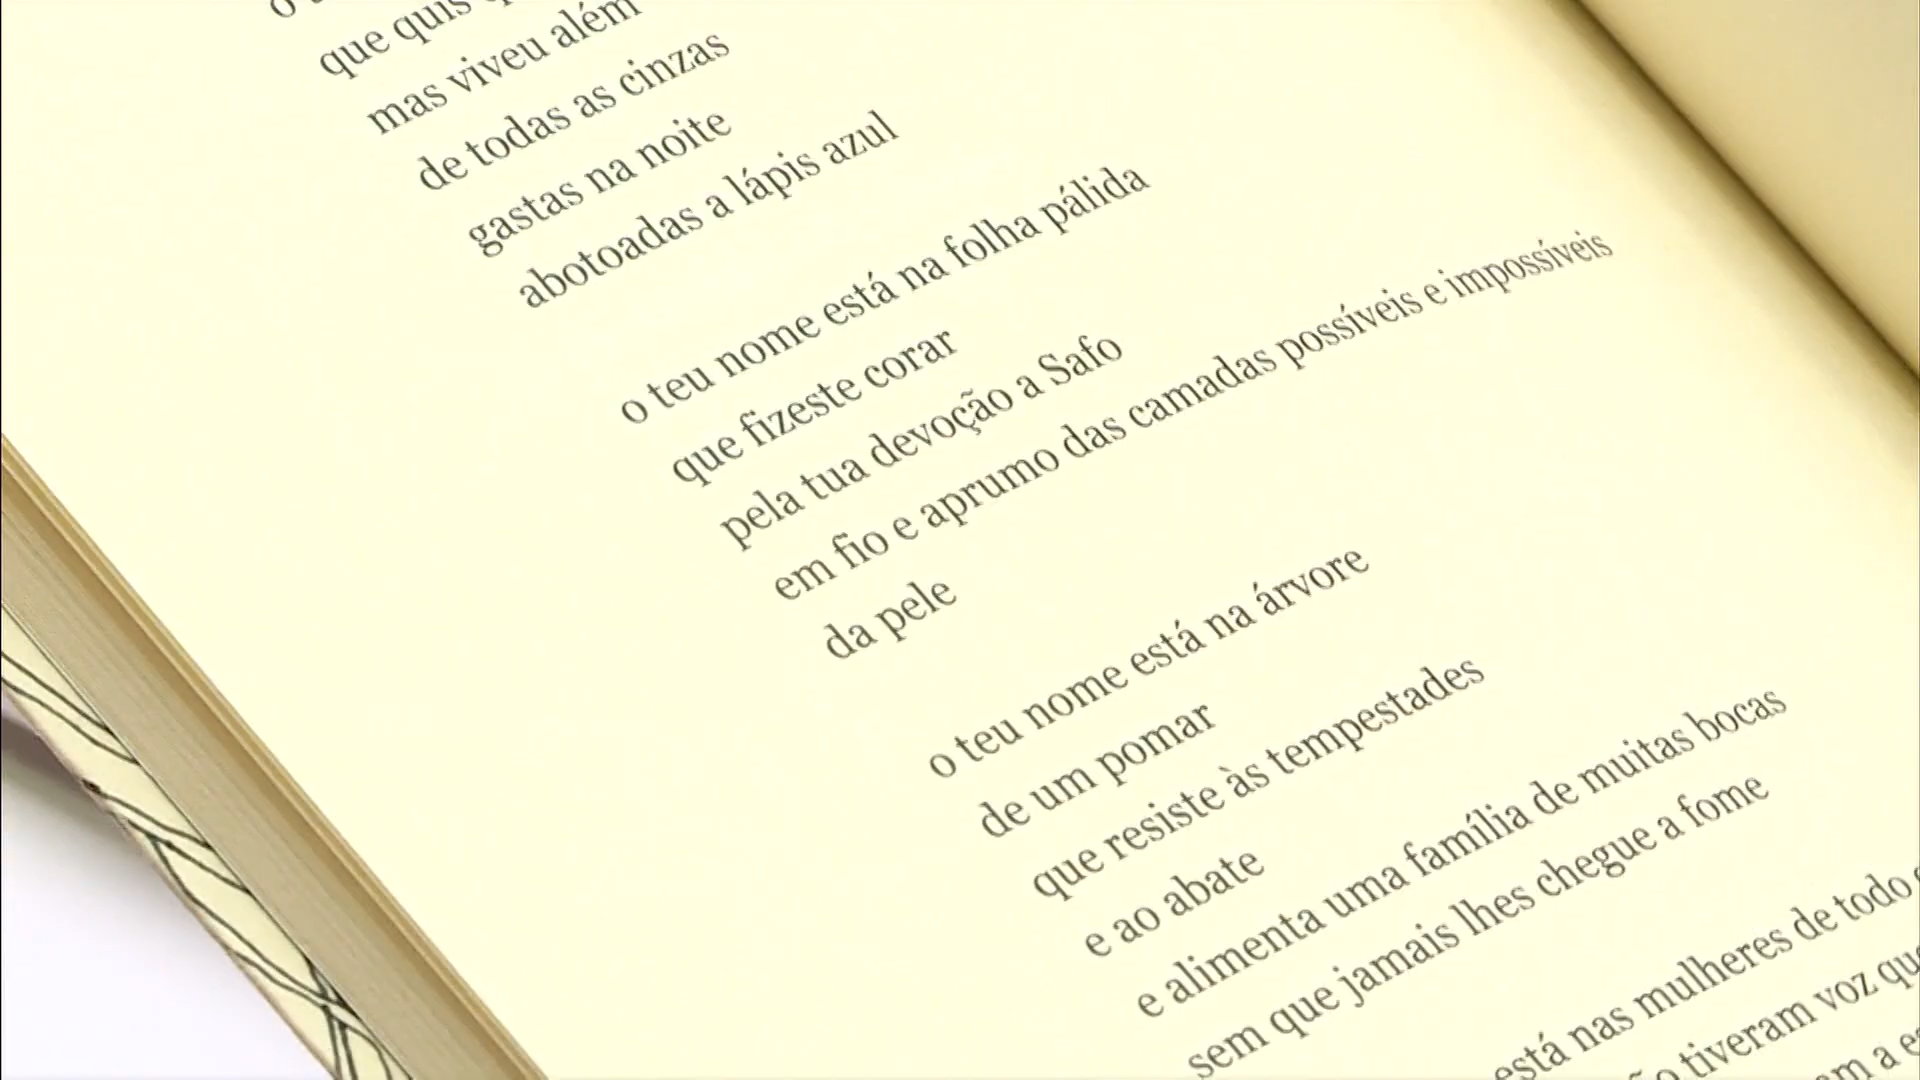 que quis
mas viveu além
de todas as cinzas
gastas na noite
abotoadas a lápis azul
o teu nome está na folha pálida
que fizeste corar
pela tua devoção a Safo
em fio e aprumo das camadas possíveis e impossíveis
da pele
o teu nome está na árvore
de um pomar
que resiste às tempestades
e ao abate
e alimenta uma família de muitas bocas
sem que jamais lhes chegue a fome
está nas mulheres de todo
tiveram voz
a